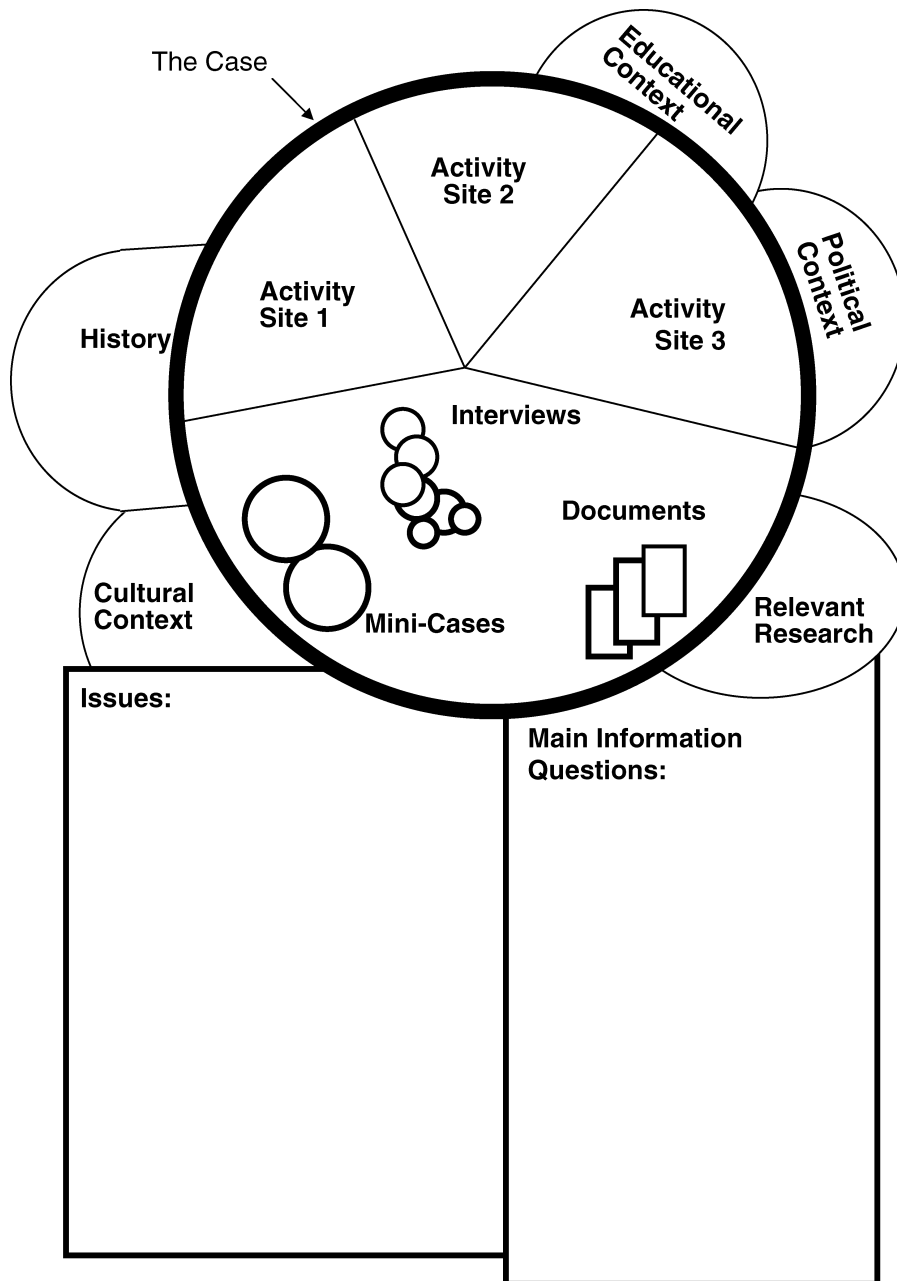 The Case
Educational
Context
Activity
Site 2
Political
Context
Activity
Site 1
Activity
Site 3
History
Interviews
Documents
Cultural
Context
Mini-Cases
Relevant
Research
Issues:
Main Information
Questions: